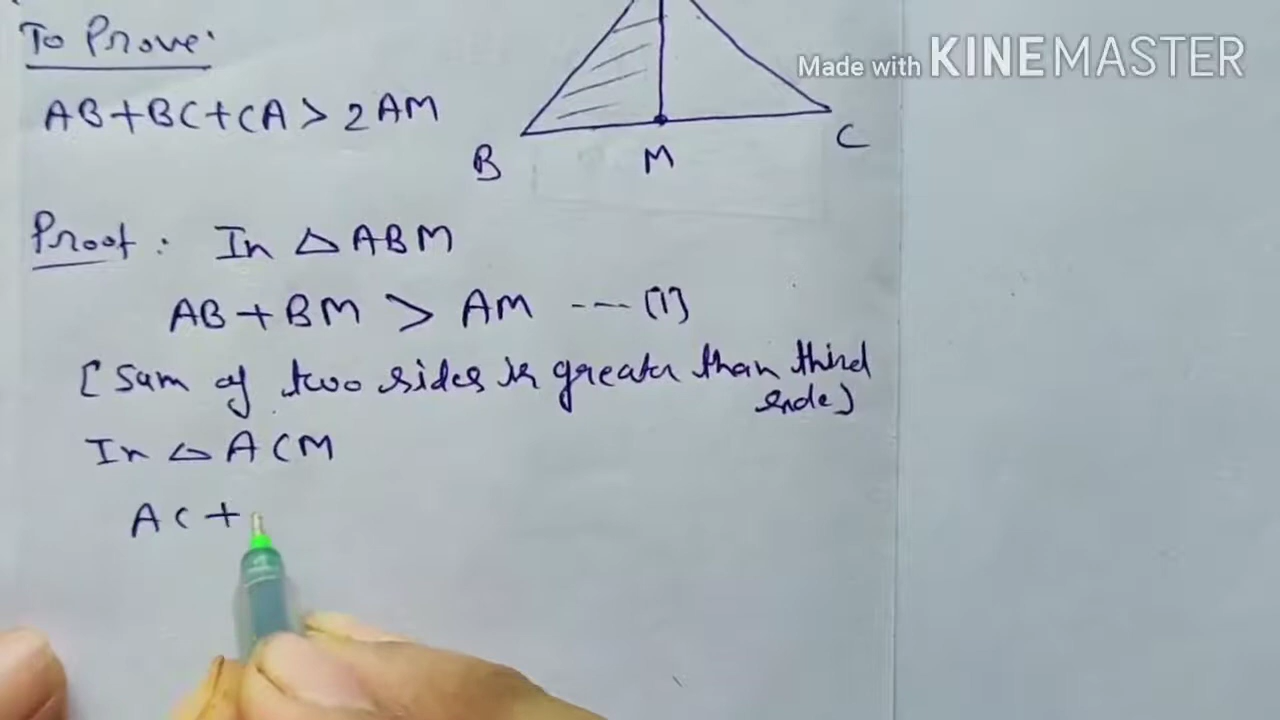 To Prove:
Made with KINEMASTER
AB+BC+CA > 2AM
B
M
C
Proof: In △ABM
AB+BM > AM ---- (1)
[Sum of two sides is greater than third
side]
In △ACM
AC+